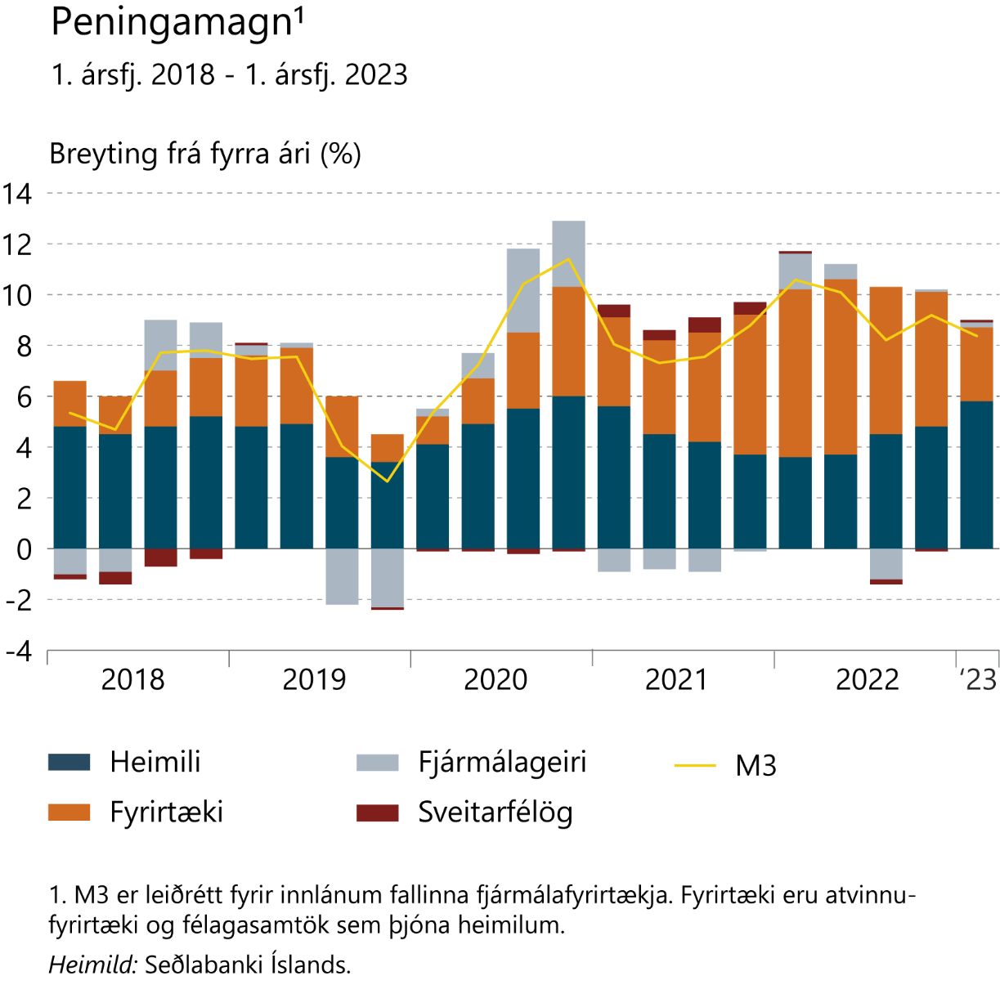 Peningamagn¹
1. ársfj. 2018 - 1. ársfj. 2023
Breyting frá fyrra ári (%)
14
12
10
8
6
4
2
0
-2
-4
2018 2019 2020 2021 2022 ‘23
Heimili Fjármálageiri M3
Fyrirtæki Sveitarfélög
1. M3 er leiðrétt fyrir innlánum fallinna fjármálafyrirtækja. Fyrirtæki eru atvinnu-
fyrirtæki og félagasamtök sem þjóna heimilum.
Heimild: Seðlabanki Íslands.